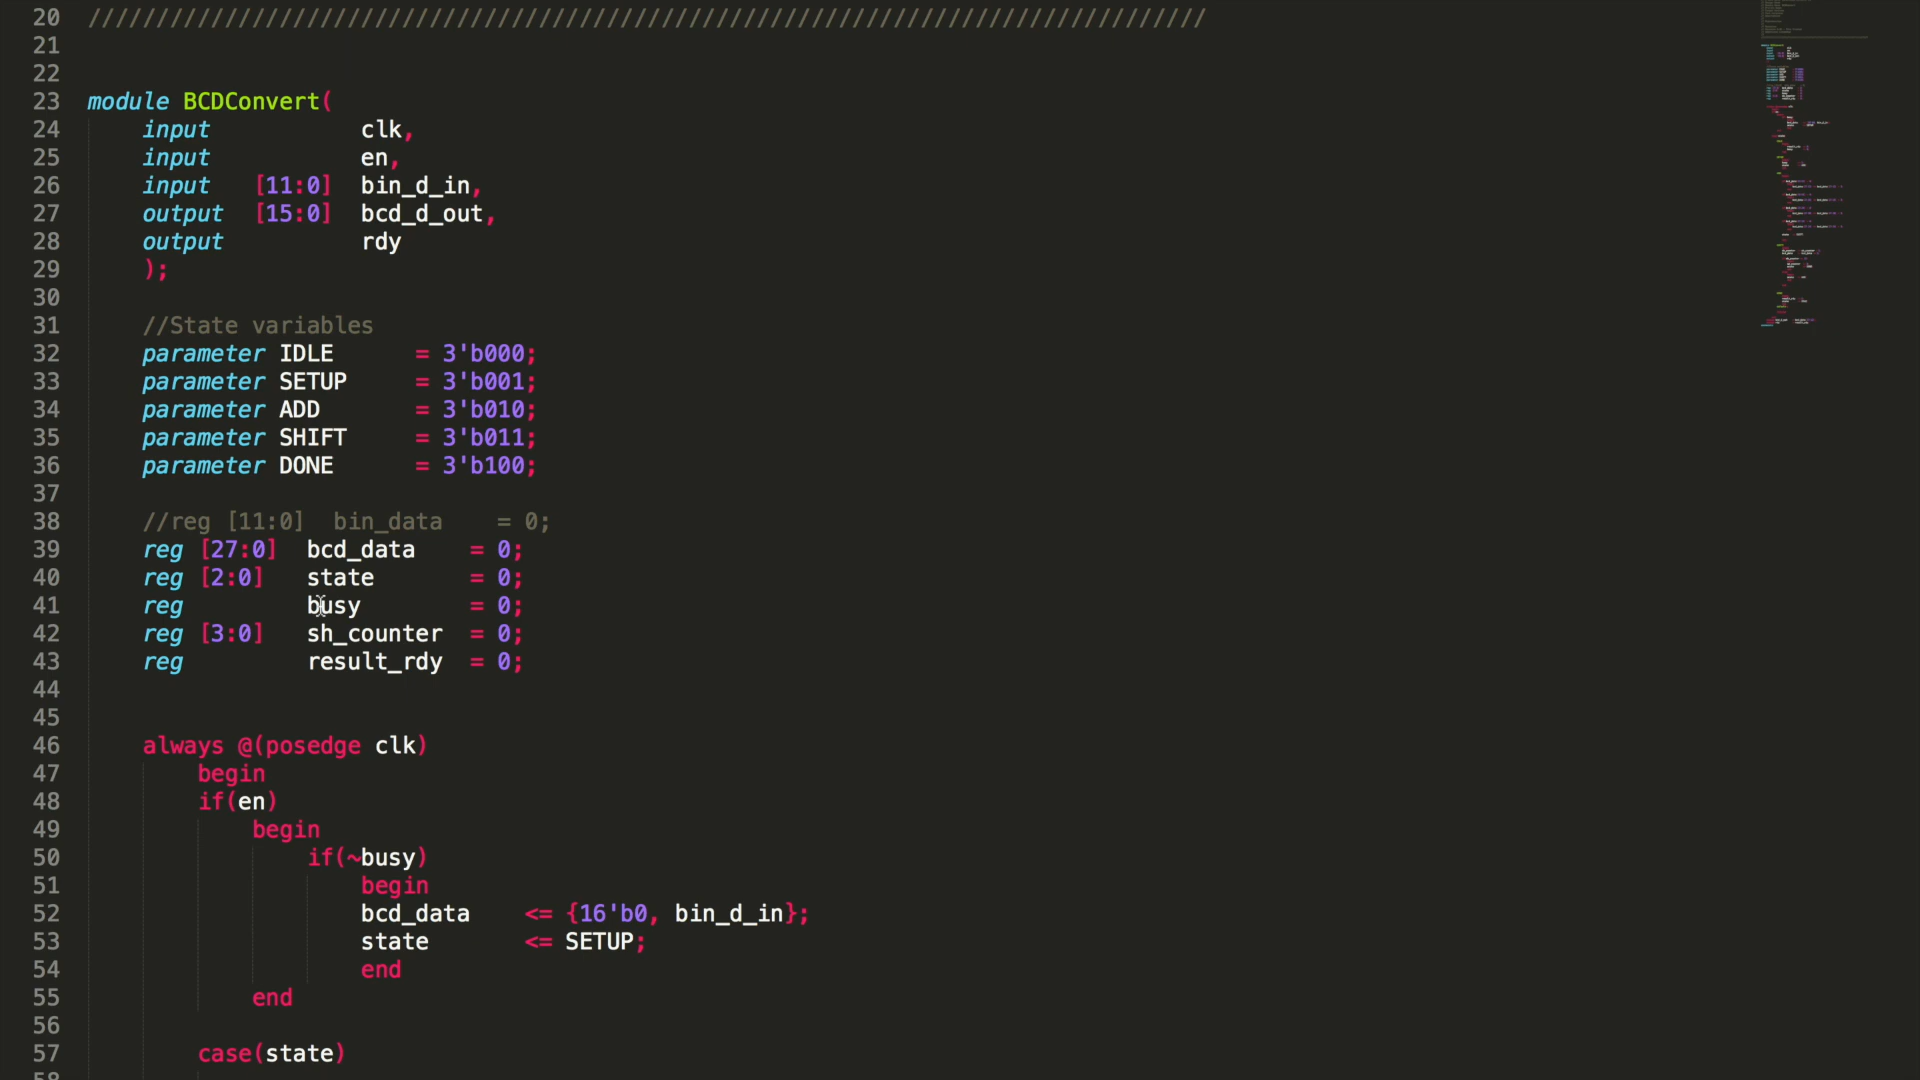 20 //////////////////////////////////////////////////////////////////////////////////
21
22
23 module BCDConvert(
24 input clk,
25 input en,
26 input [11:0] bin_d_in,
27 output [15:0] bcd_d_out,
28 output rdy
29 );
30
31 //State variables
32 parameter IDLE = 3'b000;
33 parameter SETUP = 3'b001;
34 parameter ADD = 3'b010;
35 parameter SHIFT = 3'b011;
36 parameter DONE = 3'b100;
37
38 //reg [11:0] bin_data = 0;
39 reg [27:0] bcd_data = 0;
40 reg [2:0] state = 0;
41 reg busy = 0;
42 reg [3:0] sh_counter = 0;
43 reg result_rdy = 0;
44
45
46 always @(posedge clk)
47 begin
48 if(en)
49 begin
50 if(~busy)
51 begin
52 bcd_data <= {16'b0, bin_d_in};
53 state <= SETUP;
54 end
55 end
56
57 case(state)
58